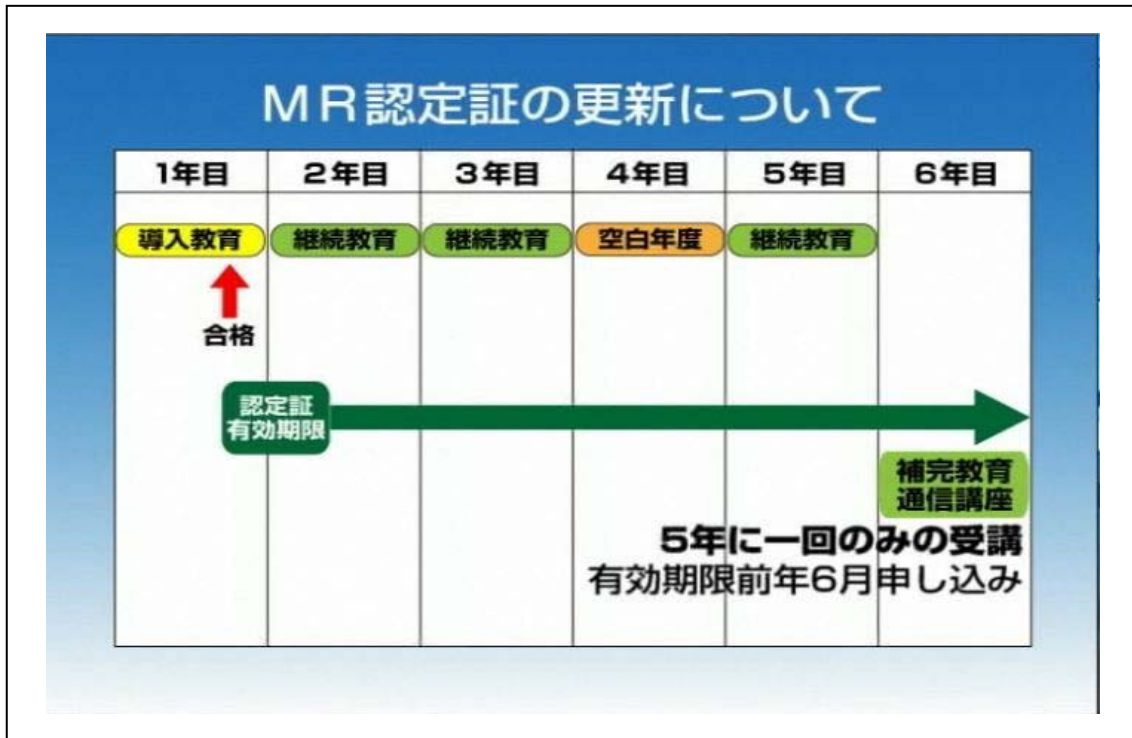 MR認定証の更新について
1年目 2年目 3年目 4年目 5年目 6年目
導入教育 継続教育 継続教育 空白年度 継続教育
合格
認定証
有効期限
補完教育
通信講座
5年に一回のみの受講
有効期限前年6月申し込み